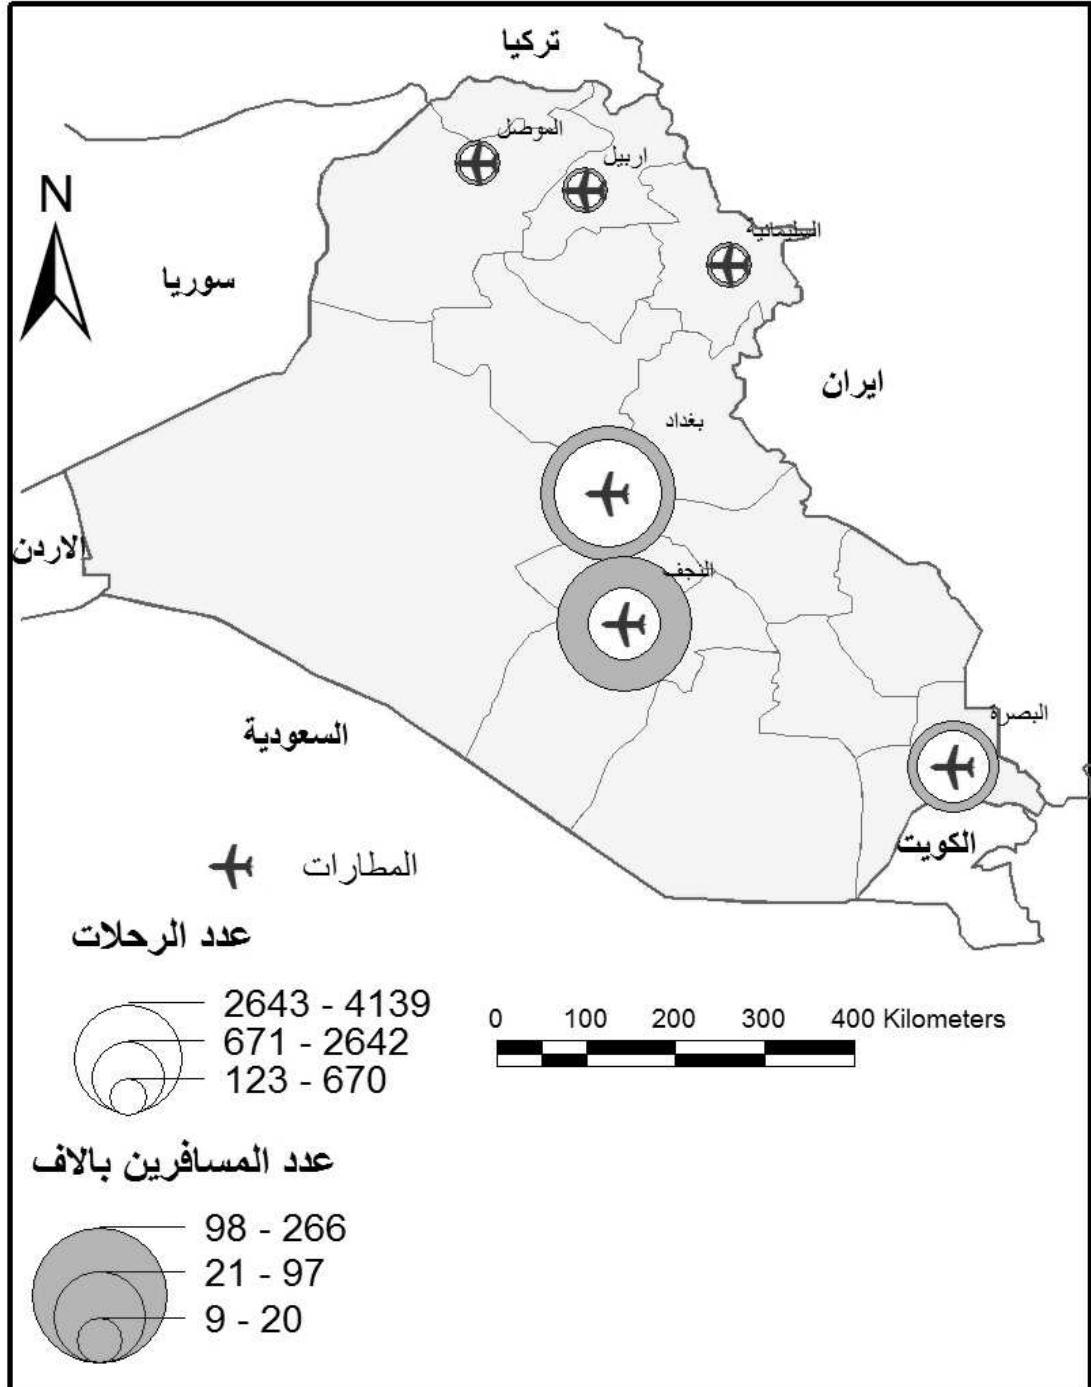 تركيا
الموصل
اربيل
N
السليمانية
سوريا
ايران
بغداد
الاردن
النجف
البصرة
السعودية
الكويت
المطارات
عدد الرحلات
2643 - 4139
671 - 2642
123 - 670
0 100 200 300 400 Kilometers
عدد المسافرين بالاف
98 - 266
21 - 97
9 - 20